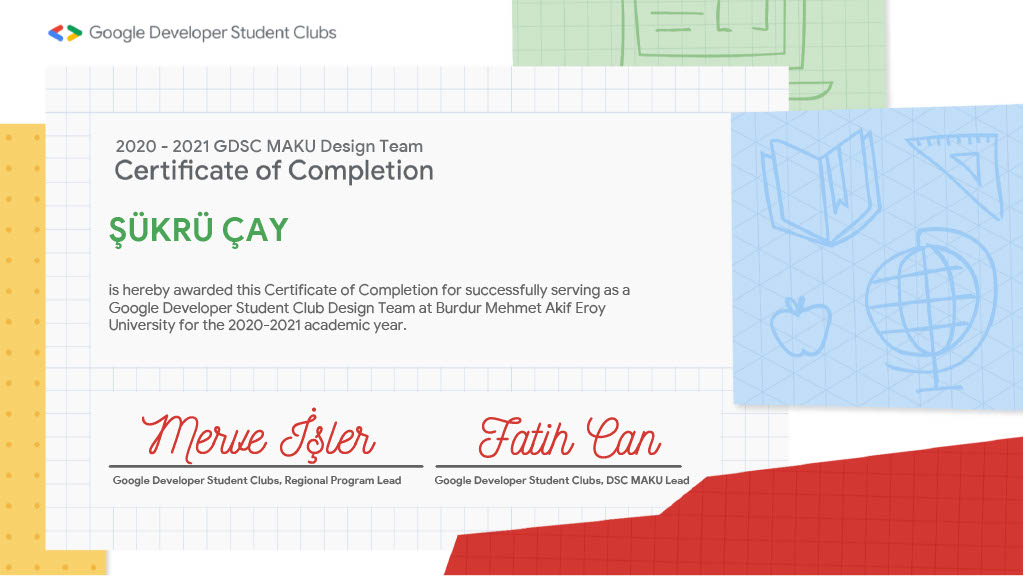 Google Developer Student Clubs
2020 - 2021 GDSC MAKU Design Team
Certificate of Completion
ŞÜKRÜ ÇAY
is hereby awarded this Certificate of Completion for successfully serving as a
Google Developer Student Club Design Team at Burdur Mehmet Akif Eroy
University for the 2020-2021 academic year.
Merve İşler
Google Developer Student Clubs, Regional Program Lead
Fatih Can
Google Developer Student Clubs, DSC MAKU Lead